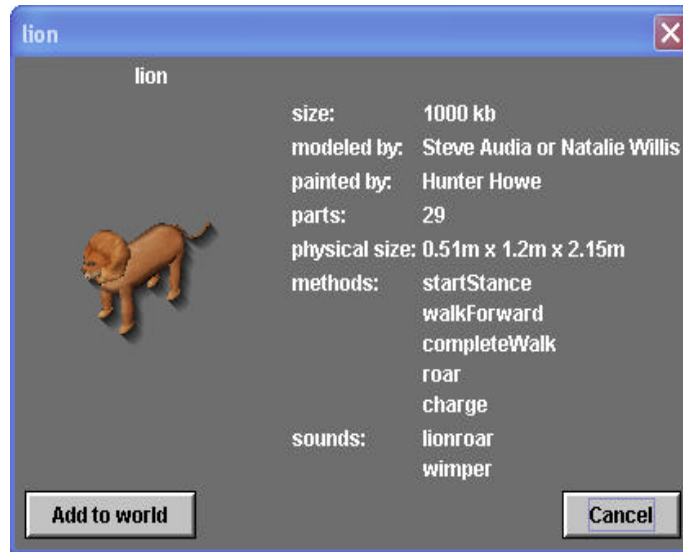 lion
lion
size: 1000 kb
modeled by: Steve Audia or Natalie Willis
painted by: Hunter Howe
parts: 29
physical size: 0.51m x 1.2m x 2.15m
methods: startStance
walkForward
completeWalk
roar
charge
sounds: lionroar
wimper
Add to world
Cancel